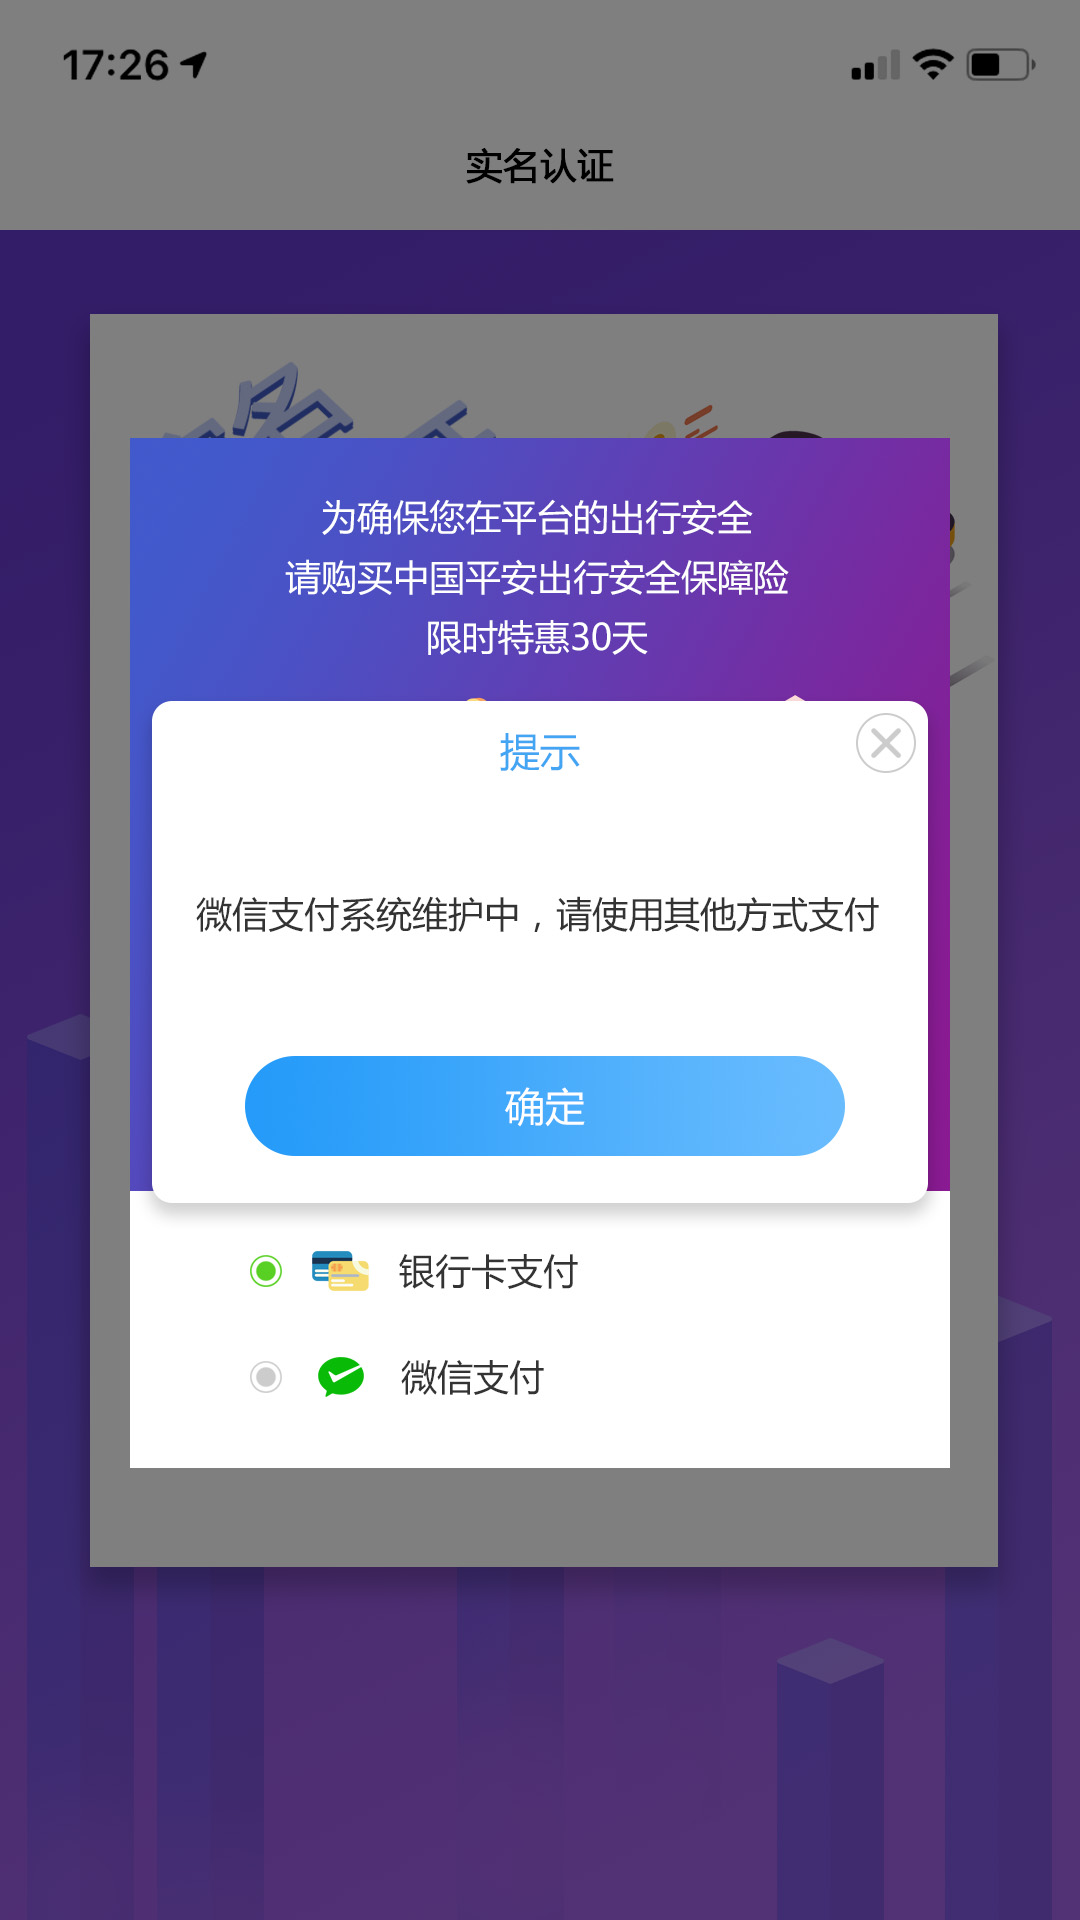 17:26
实名认证
为确保您在平台的出行安全
请购买中国平安出行安全保障险
限时特惠30天
提示
微信支付系统维护中，请使用其他方式支付
确定
银行卡支付
微信支付